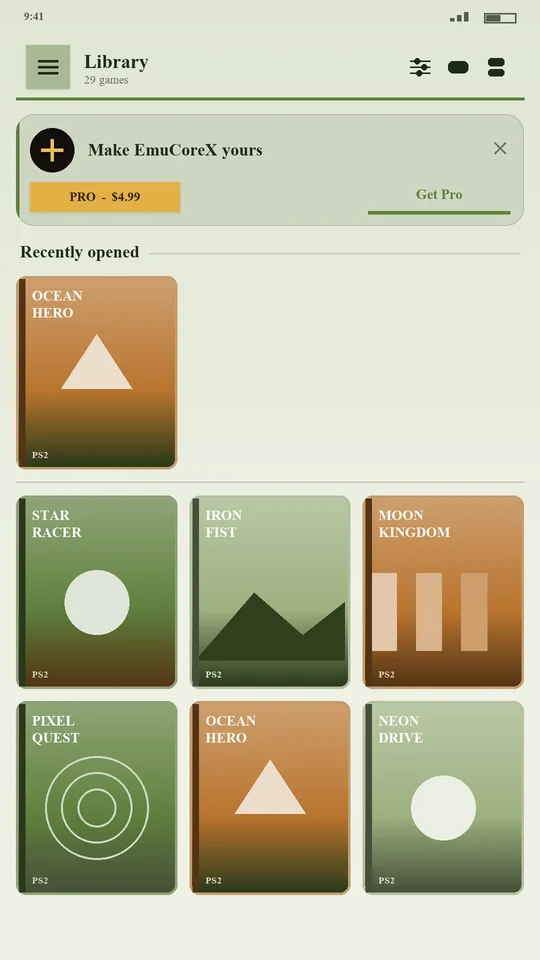 9:41
Library
29 games
Make EmuCoreX yours
PRO - $4.99
Get Pro
Recently opened
OCEAN
HERO
PS2
STAR
RACER
PS2
IRON
FIST
PS2
MOON
KINGDOM
PS2
PIXEL
QUEST
PS2
OCEAN
HERO
PS2
NEON
DRIVE
PS2